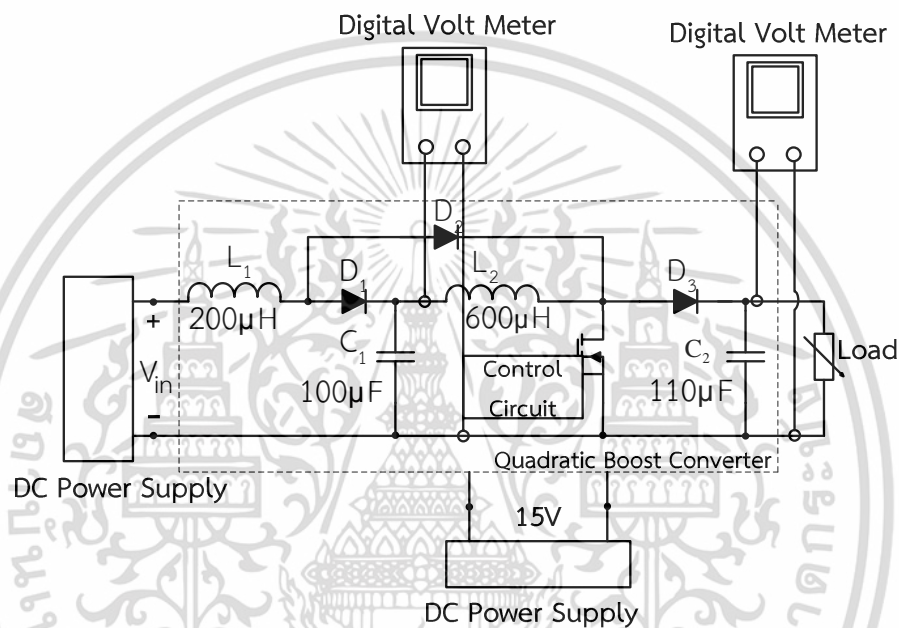 Digital Volt Meter
Digital Volt Meter
D2
L1
D1
L2
D3
200µH
600µH
+
C1
Control
C2
Load
Vin
100µF
110µF
Circuit
−
Quadratic Boost Converter
DC Power Supply
15V
DC Power Supply